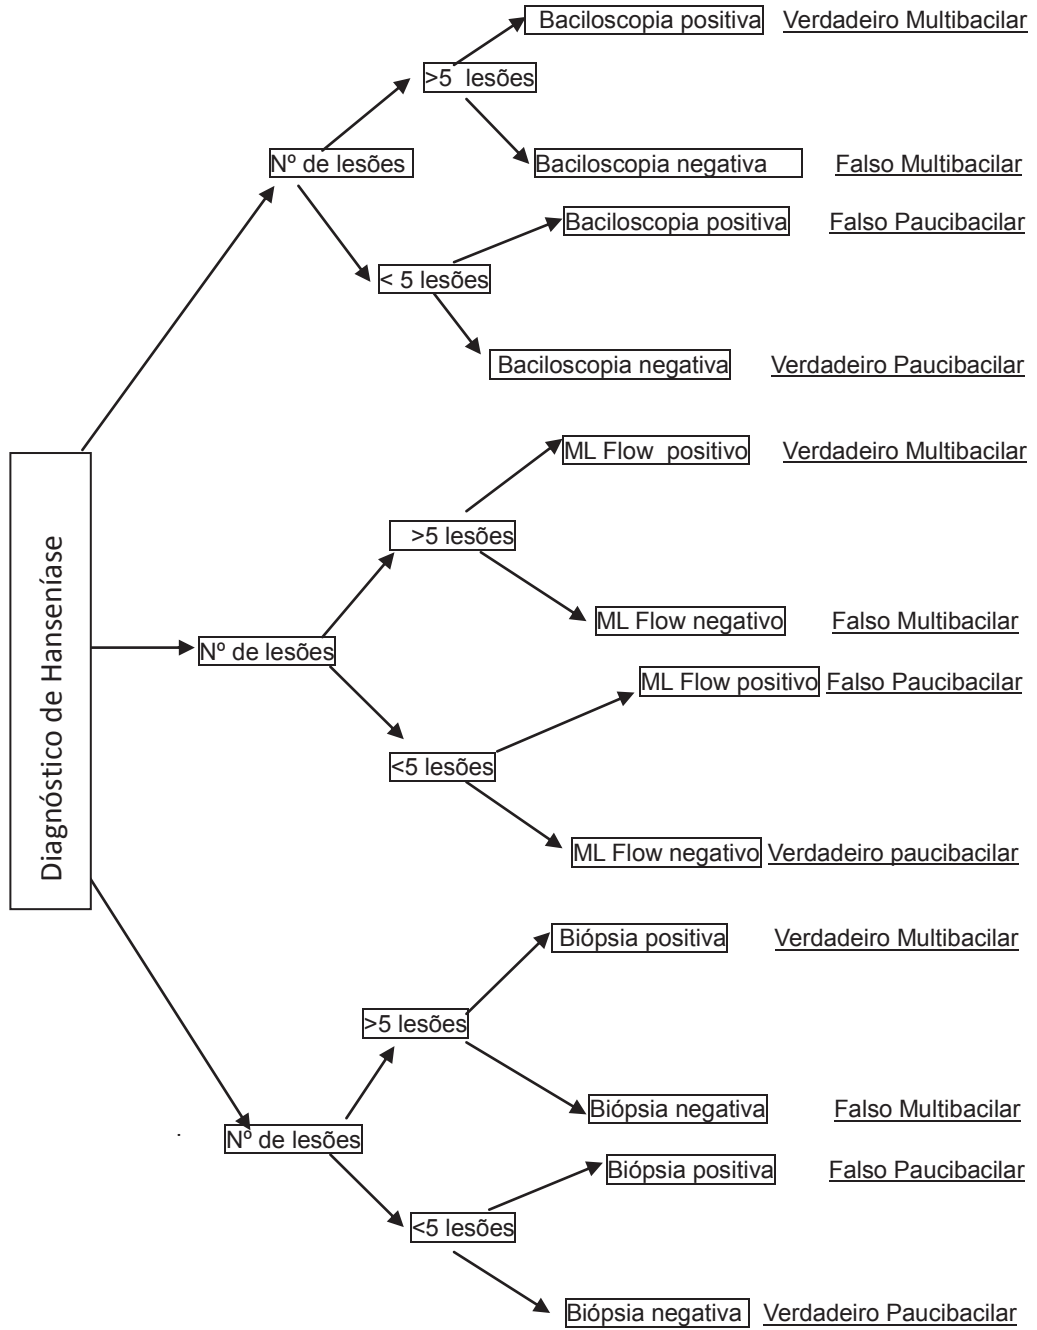 Baciloscopia positiva Verdadeiro Multibacilar
>5 lesões
Nº de lesões
Baciloscopia negativa Falso Multibacilar
Baciloscopia positiva Falso Paucibacilar
< 5 lesões
Baciloscopia negativa Verdadeiro Paucibacilar
ML Flow positivo Verdadeiro Multibacilar
>5 lesões
Diagnóstico de Hanseníase
ML Flow negativo Falso Multibacilar
Nº de lesões
ML Flow positivo Falso Paucibacilar
<5 lesões
ML Flow negativo Verdadeiro paucibacilar
Biópsia positiva Verdadeiro Multibacilar
>5 lesões
Biópsia negativa Falso Multibacilar
Nº de lesões
Biópsia positiva Falso Paucibacilar
<5 lesões
Biópsia negativa Verdadeiro Paucibacilar